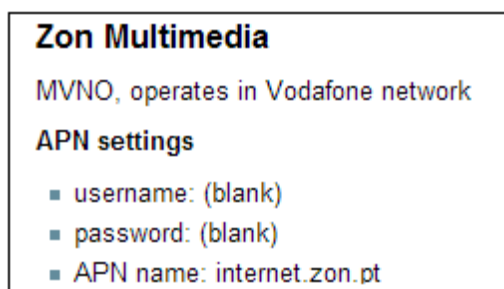 Zon Multimedia
MVNO, operates in Vodafone network
APN settings
username: (blank)
password: (blank)
APN name: internet.zon.pt